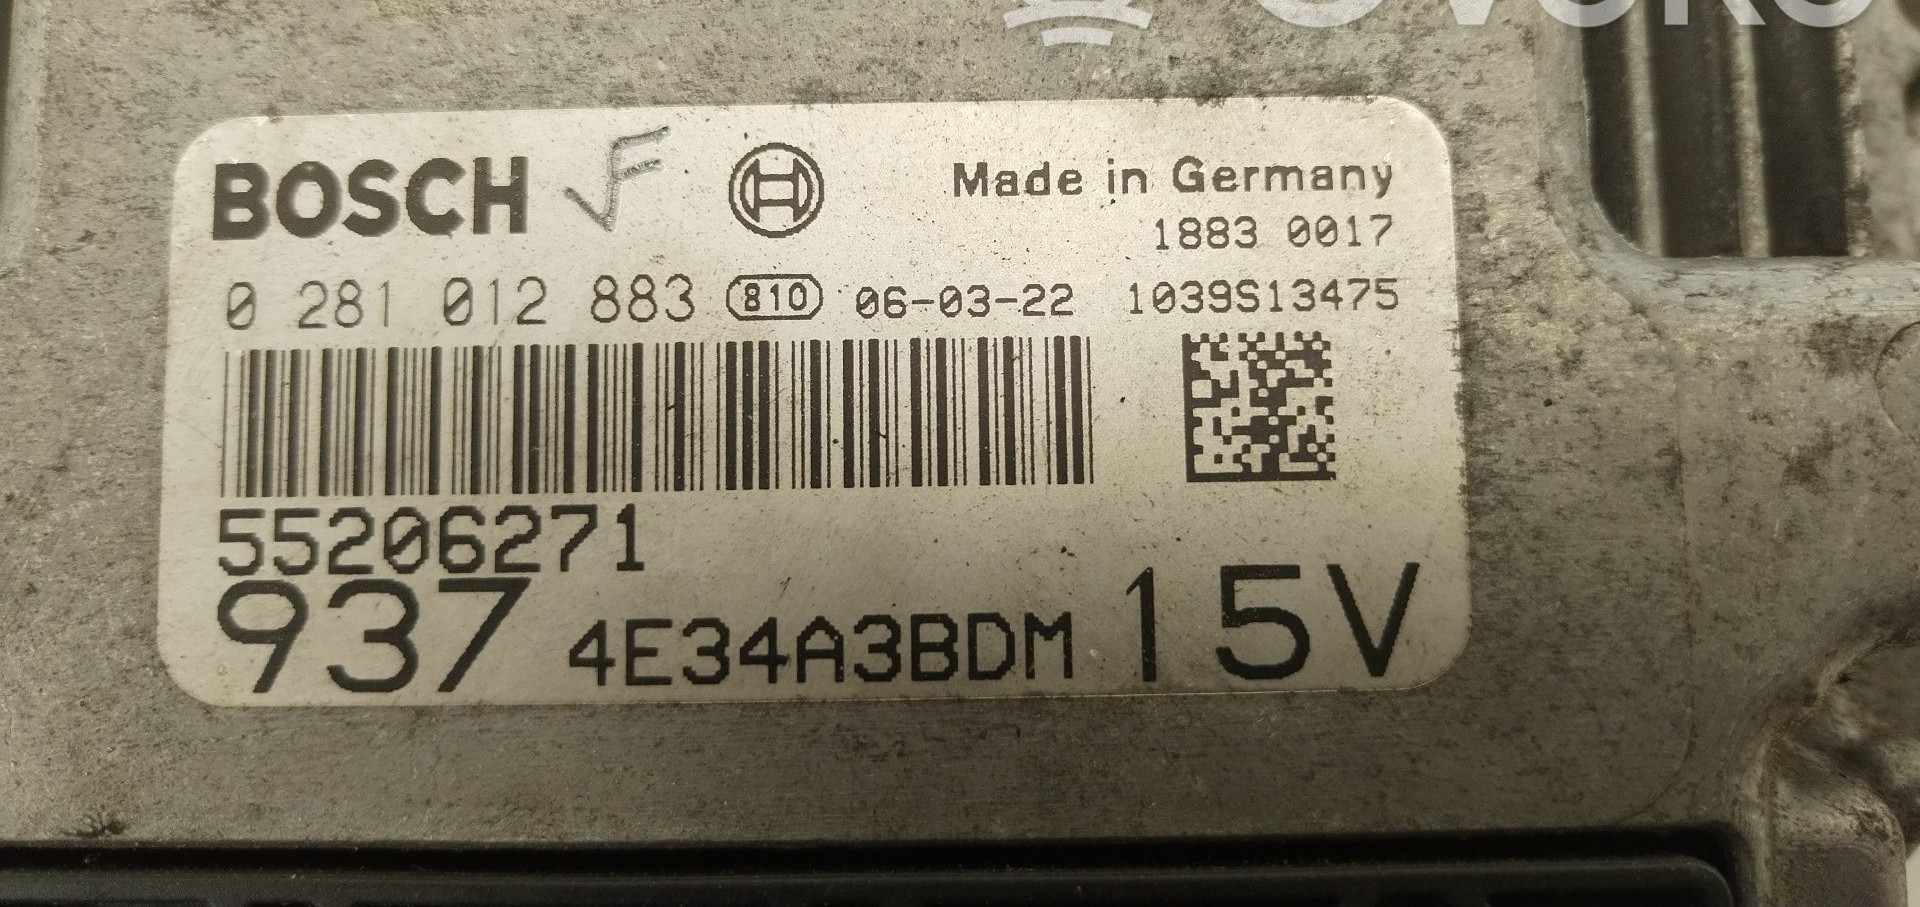 BOSCH F Made in Germany
1883 0017
0 281 012 883 810 06-03-22 1039S13475
55206271
937 4E34A3BDM 15V